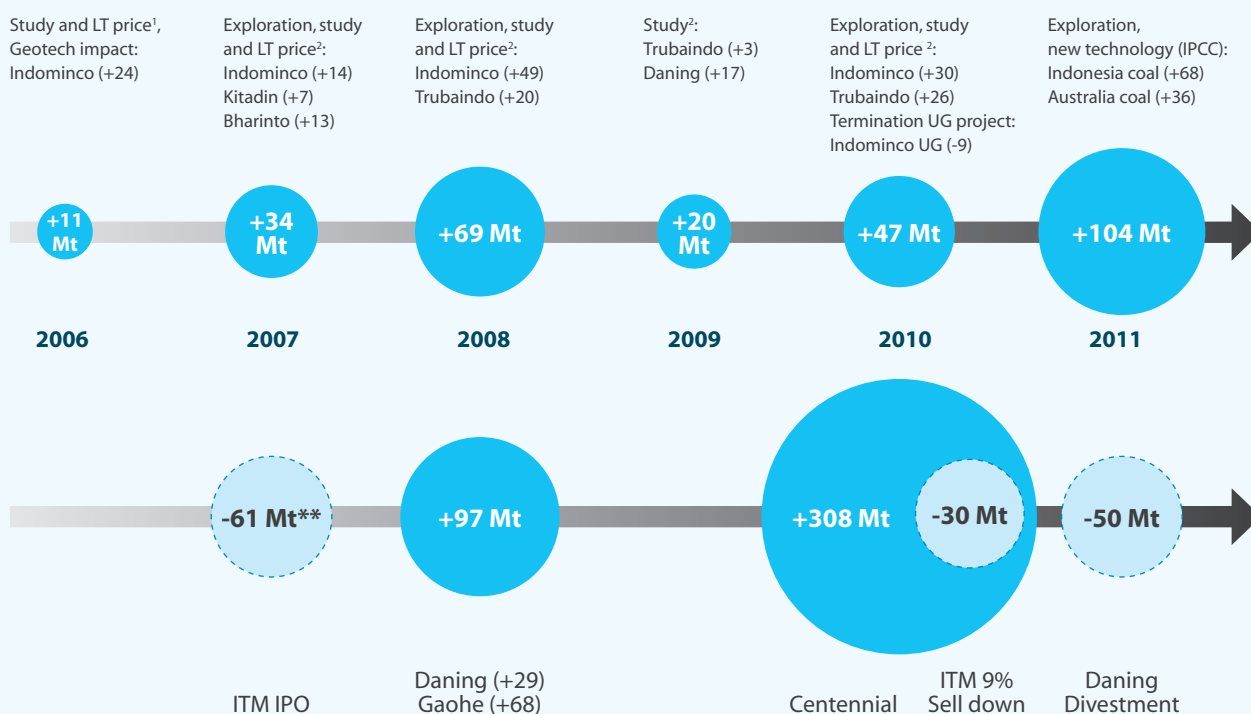 Study and LT price¹,
Geotech impact:
Indominco (+24)
Exploration, study
and LT price²:
Indominco (+14)
Kitadin (+7)
Bharinto (+13)
Exploration, study
and LT price²:
Indominco (+49)
Trubaindo (+20)
Study²:
Trubaindo (+3)
Daning (+17)
Exploration, study
and LT price ²:
Indominco (+30)
Trubaindo (+26)
Termination UG project:
Indominco UG (-9)
Exploration,
new technology (IPCC):
Indonesia coal (+68)
Australia coal (+36)
+11
Mt
+34
Mt
+69 Mt
+20
Mt
+47 Mt
+104 Mt
2006
2007
2008
2009
2010
2011
-61 Mt**
+97 Mt
+308 Mt
-30 Mt
-50 Mt
ITM IPO
Daning (+29)
Gaohe (+68)
Centennial
ITM 9%
Sell down
Daning
Divestment